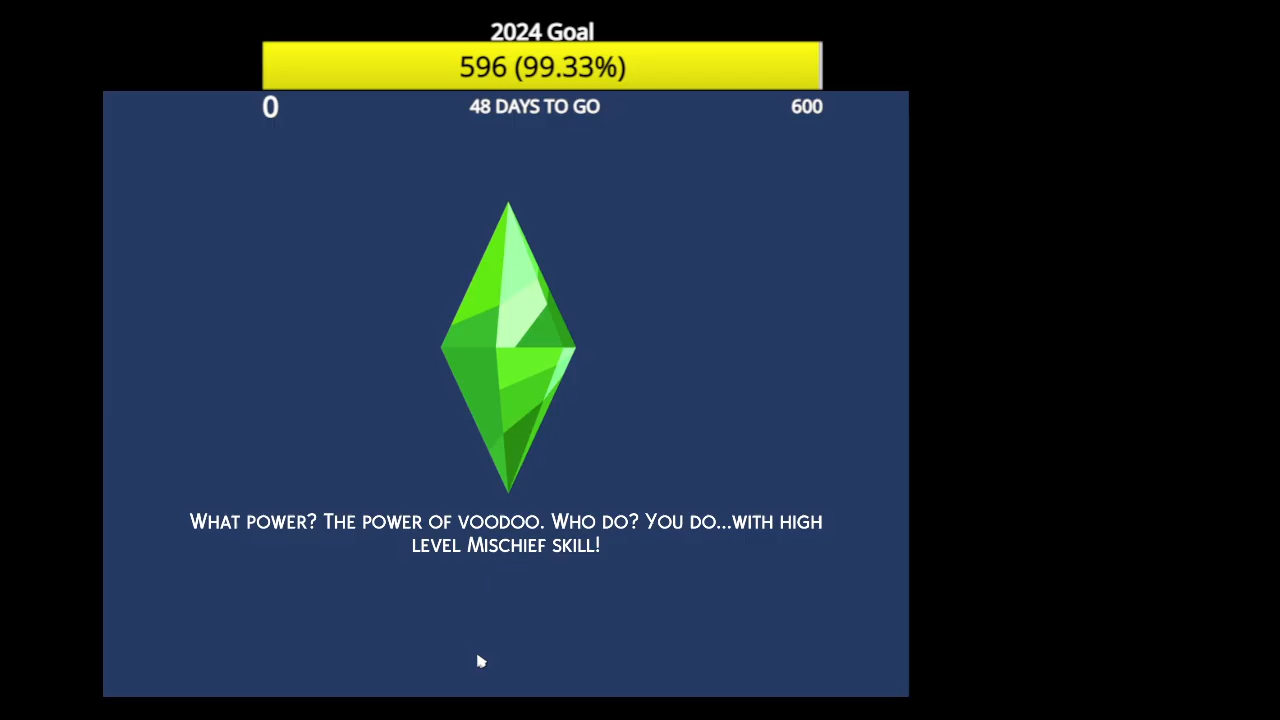 2024 Goal
596 (99.33%)
0 48 DAYS TO GO 600
What power? The power of voodoo. Who do? You do...with high
level Mischief skill!